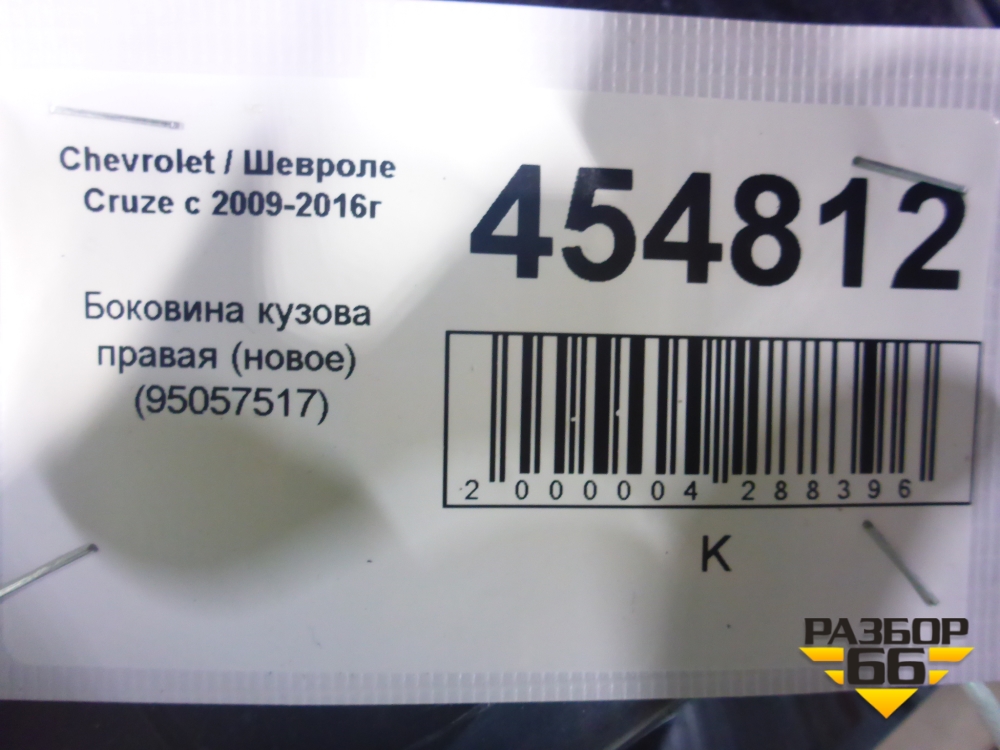 Chevrolet / Шевроле
Cruze с 2009-2016г
Боковина кузова
правая (новое)
(95057517)
454812
2 000004 288396
К
РАЗБОР
66